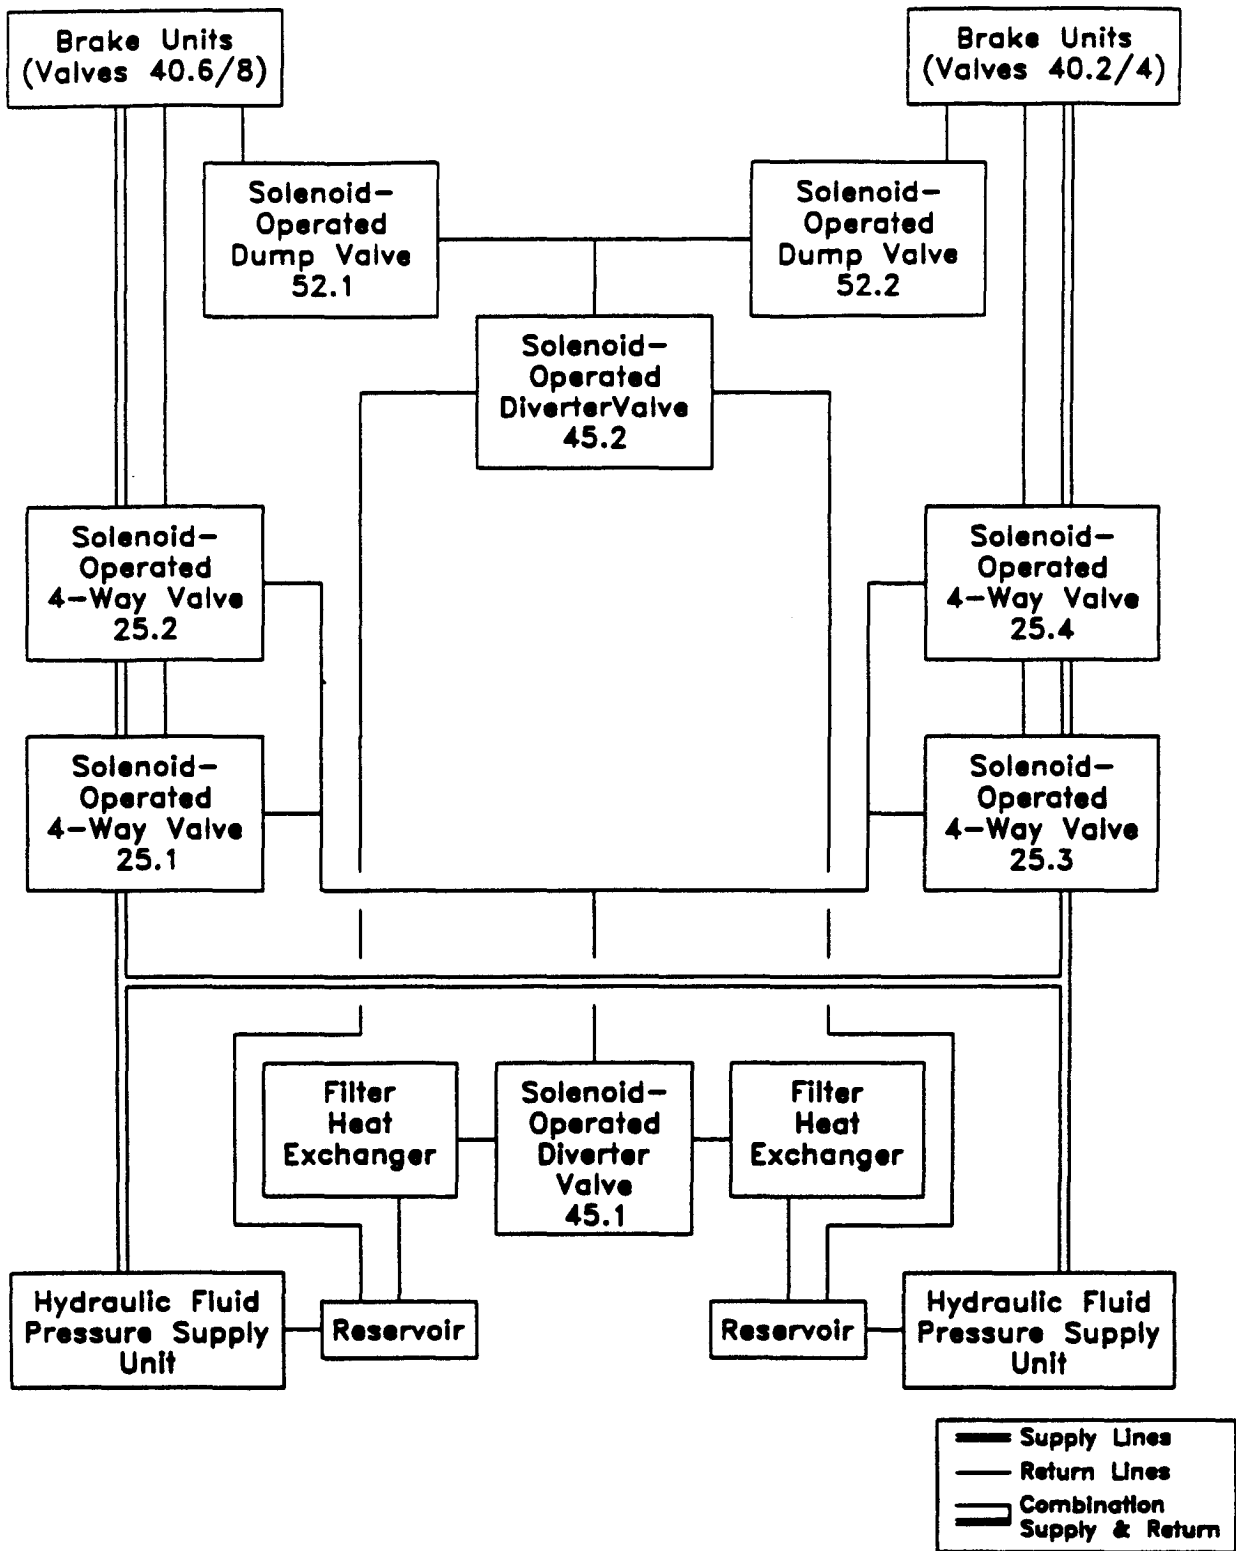 Brake Units
(Valves 40.6/8)
Brake Units
(Valves 40.2/4)
Solenoid-
Operated
Dump Valve
52.1
Solenoid-
Operated
Dump Valve
52.2
Solenoid-
Operated
DiverterValve
45.2
Solenoid-
Operated
4-Way Valve
25.2
Solenoid-
Operated
4-Way Valve
25.4
Solenoid-
Operated
4-Way Valve
25.1
Solenoid-
Operated
4-Way Valve
25.3
Filter
Heat
Exchanger
Solenoid-
Operated
Diverter
Valve
45.1
Filter
Heat
Exchanger
Hydraulic Fluid
Pressure Supply
Unit
Reservoir
Reservoir
Hydraulic Fluid
Pressure Supply
Unit
Supply Lines
Return Lines
Combination
Supply & Return